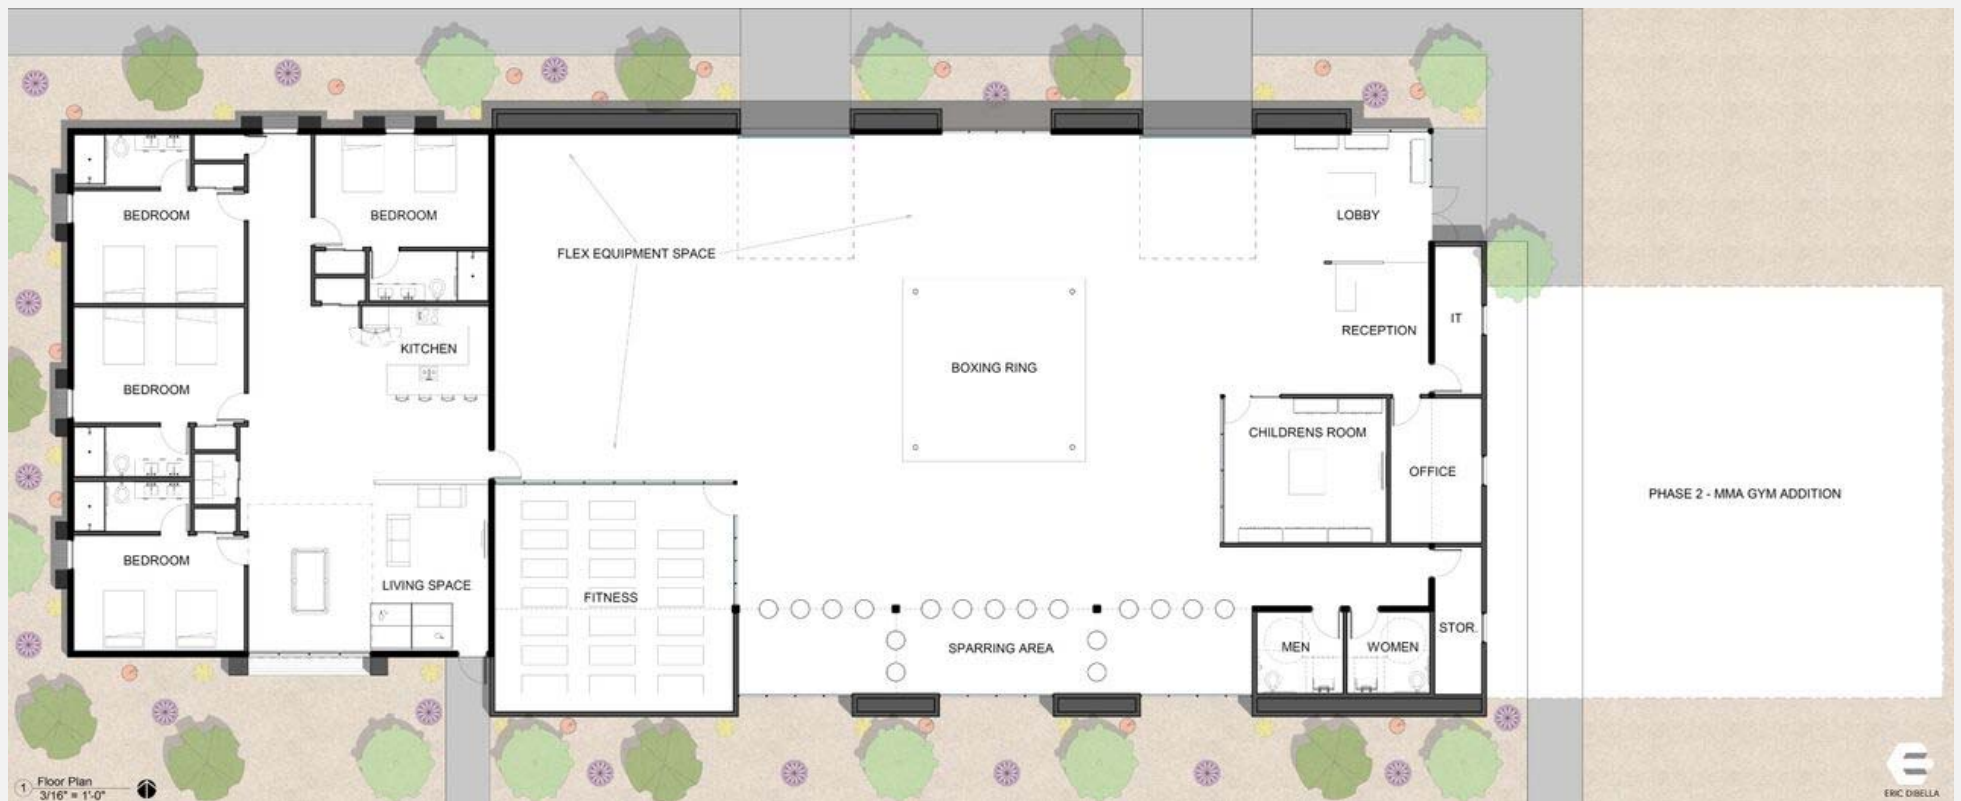 BEDROOM
BEDROOM
LOBBY
FLEX EQUIPMENT SPACE
IT
RECEPTION
KITCHEN
BOXING RING
BEDROOM
CHILDRENS ROOM
OFFICE
PHASE 2 - MMA GYM ADDITION
BEDROOM
LIVING SPACE
FITNESS
STOR.
SPARRING AREA
MEN
WOMEN
1
Floor Plan
3/16" = 1'-0"
ERIC DIBELLA